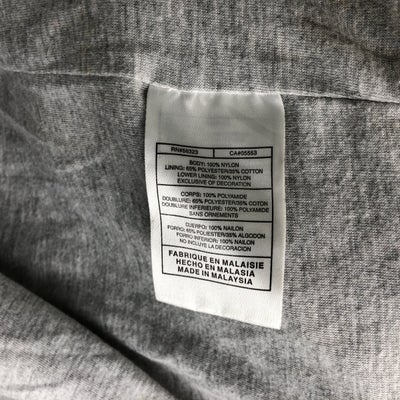 RN#56323 CA#05553
BODY: 100% NYLON
LINING: 65% POLYESTER/35% COTTON
LOWER LINING: 100% NYLON
EXCLUSIVE OF DECORATION
CORPS: 100% POLYAMIDE
DOUBLURE: 65% POLYESTER/35% COTON
DOUBLURE INFERIEURE: 100% POLYAMIDE
SANS ORNEMENTS
CUERPO: 100% NAILON
FORRO: 65% POLIESTER/35% ALGODON
FORRO INFERIOR: 100% NAILON
NO INCLUYE LA DECORACION
FABRIQUE EN MALAISIE
HECHO EN MALASIA
MADE IN MALAYSIA